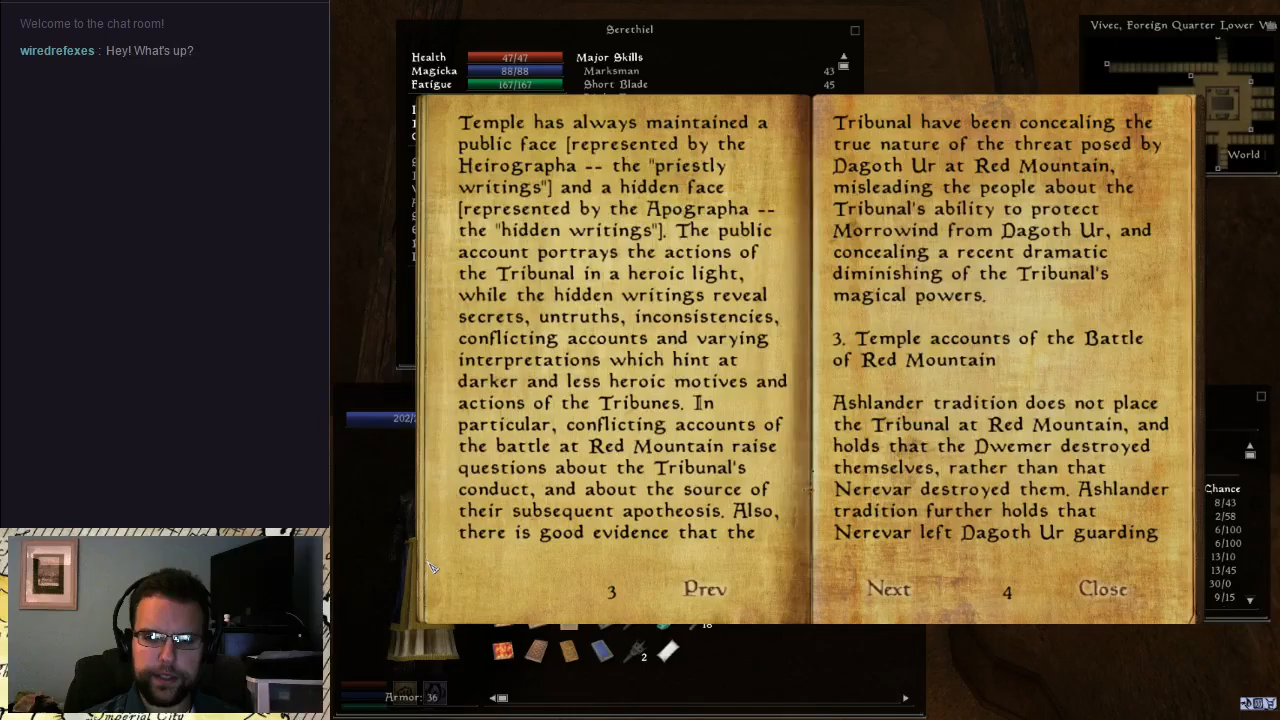 Welcome to the chat room!
wiredrefexes : Hey! What's up?
Serethiel
Health 47/47
Magicka 88/88
Fatigue 167/167
Major Skills
Marksman 43
Short Blade 45
Vivec, Foreign Quarter Lower
World
Temple has always maintained a
public face [represented by the
Heirographa -- the "priestly
writings"] and a hidden face
[represented by the Apographa --
the "hidden writings"]. The public
account portrays the actions of
the Tribunal in a heroic light,
while the hidden writings reveal
secrets, untruths, inconsistencies,
conflicting accounts and varying
interpretations which hint at
darker and less heroic motives and
actions of the Tribunes. In
particular, conflicting accounts of
the battle at Red Mountain raise
questions about the Tribunal's
conduct, and about the source of
their subsequent apotheosis. Also,
there is good evidence that the
3
Prev
Tribunal have been concealing the
true nature of the threat posed by
Dagoth Ur at Red Mountain,
misleading the people about the
Tribunal's ability to protect
Morrowind from Dagoth Ur, and
concealing a recent dramatic
diminishing of the Tribunal's
magical powers.
3. Temple accounts of the Battle
of Red Mountain
Ashlander tradition does not place
the Tribunal at Red Mountain, and
holds that the Dwemer destroyed
themselves, rather than that
Nerevar destroyed them. Ashlander
tradition further holds that
Nerevar left Dagoth Ur guarding
Next
4
Close
202/
Chance
8/43
2/58
6/100
6/100
13/10
13/45
30/0
9/15
18
2
Armor: 36
Imperial City